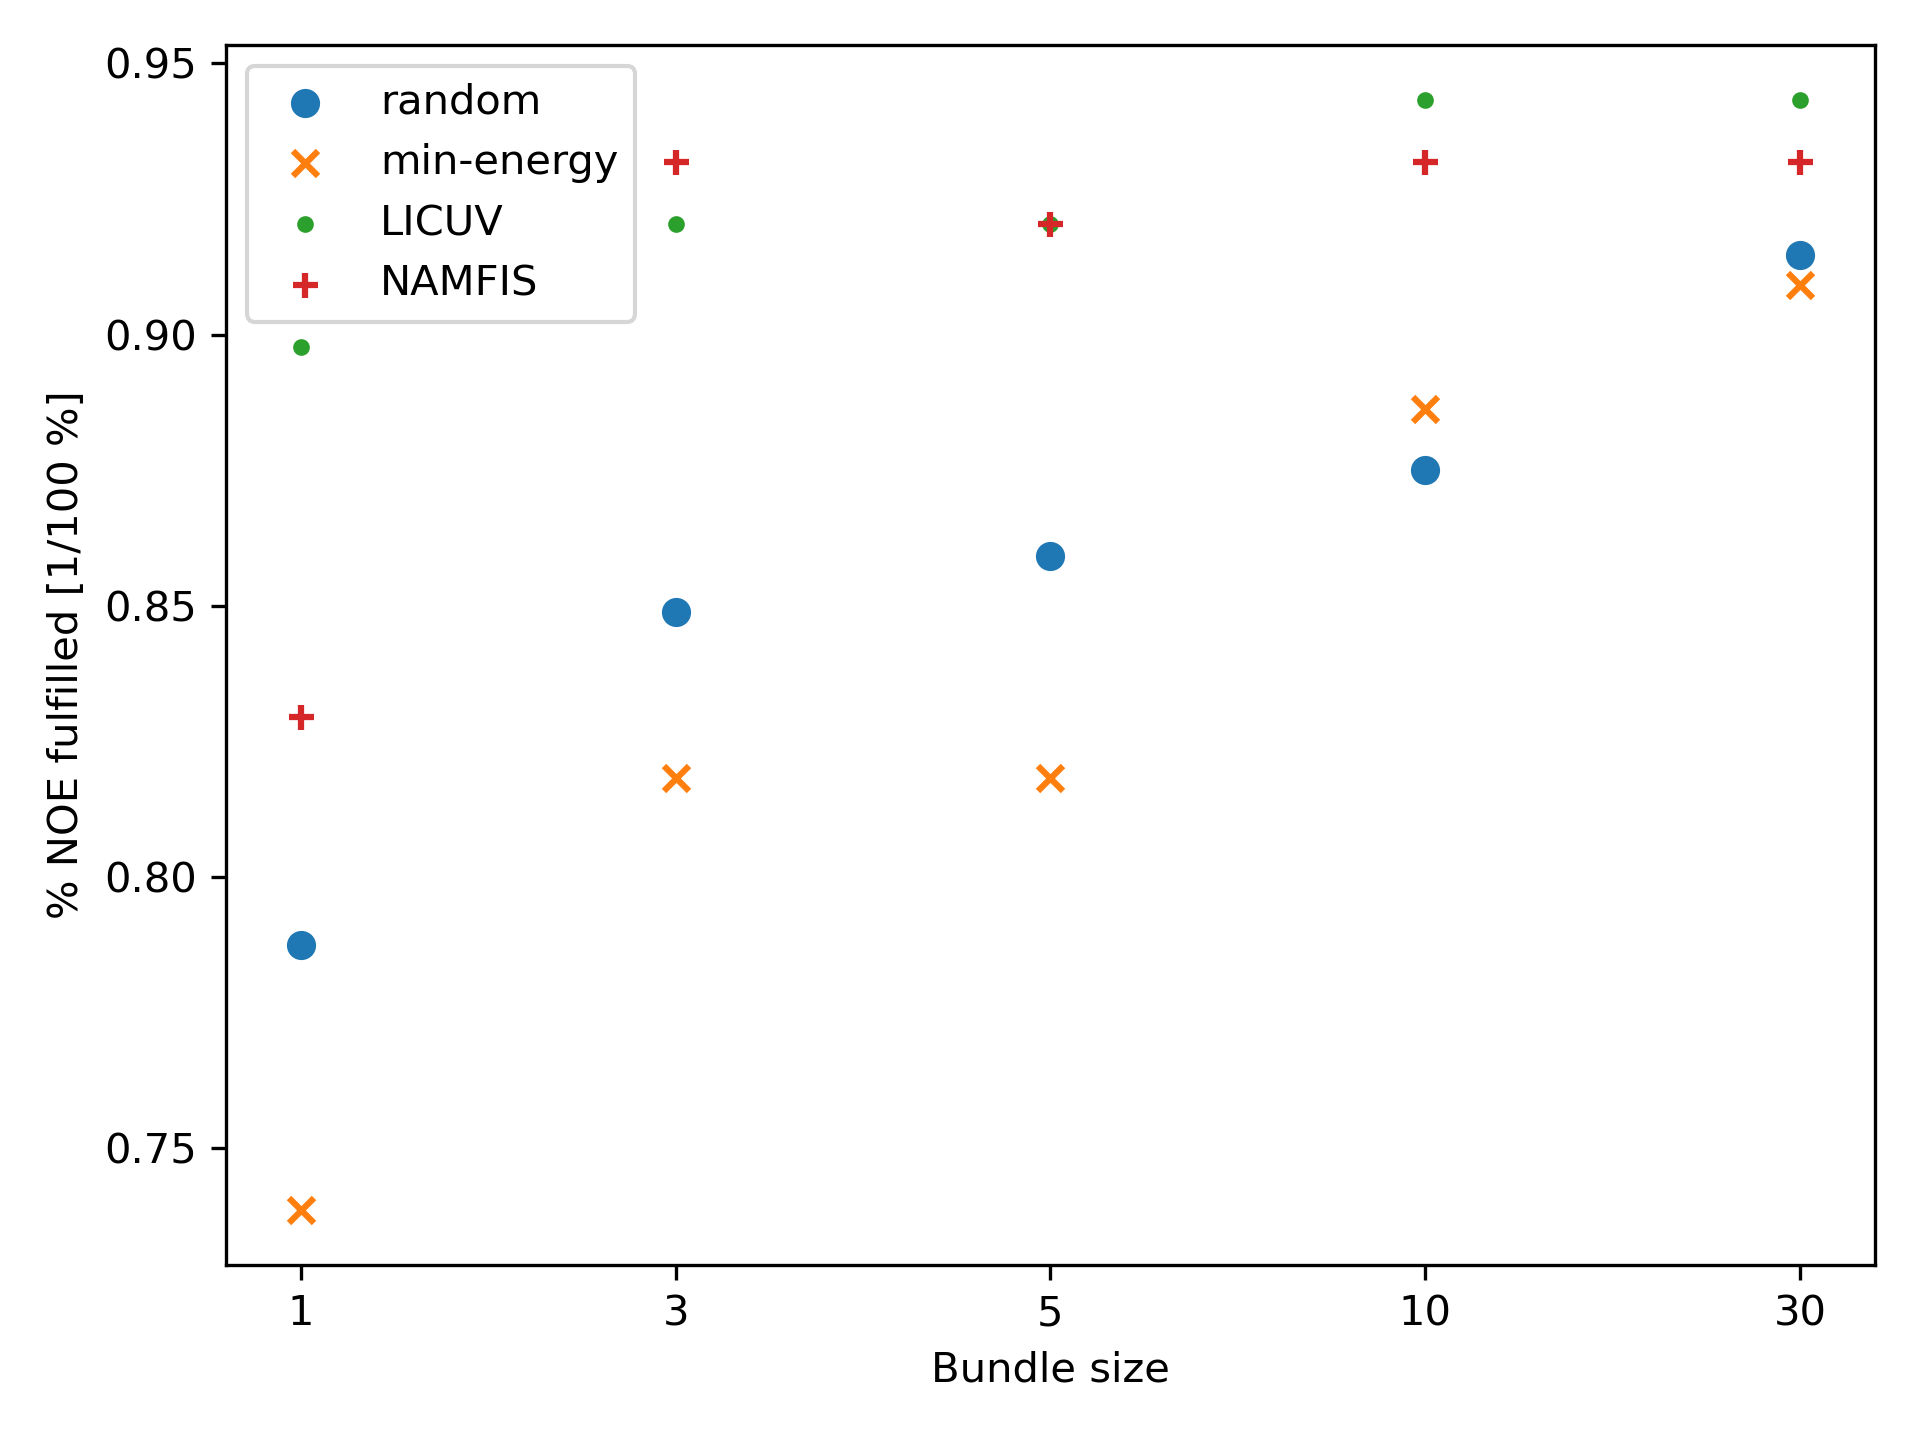 0.95
0.90
0.85
0.80
0.75
% NOE fulfilled [1/100 %]
random
min-energy
LICUV
NAMFIS
1 3 5 10 30
Bundle size